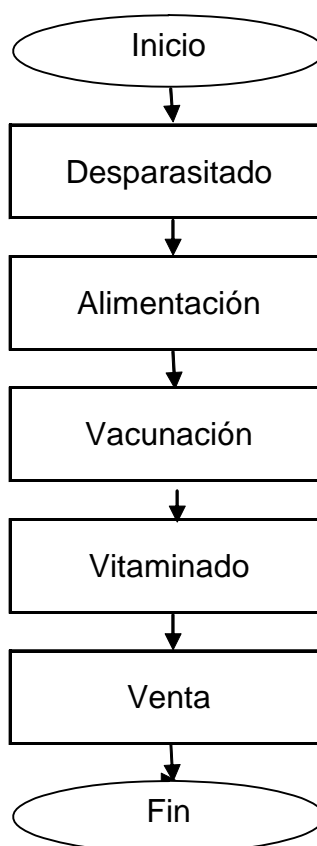 Inicio
Desparasitado
Alimentación
Vacunación
Vitaminado
Venta
Fin